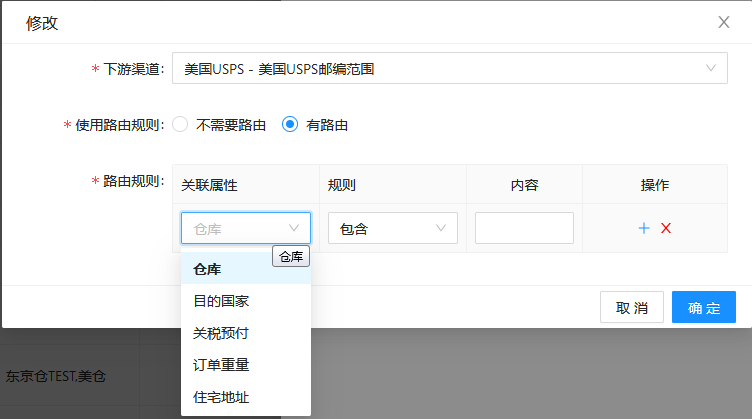 修改
* 下游渠道: 美国USPS - 美国USPS邮编范围
* 使用路由规则: 不需要路由 有路由
* 路由规则: 关联属性 规则 内容 操作
仓库 包含 + X
仓库
仓库
目的国家
关税预付
订单重量
住宅地址
取 消 确 定
东京仓TEST,美仓